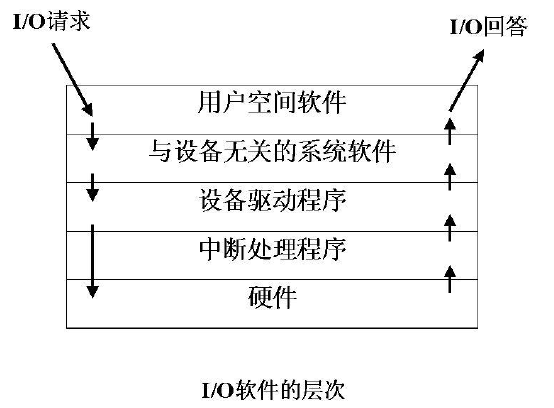 I/O请求
I/O回答
用户空间软件
与设备无关的系统软件
设备驱动程序
中断处理程序
硬件
I/O软件的层次